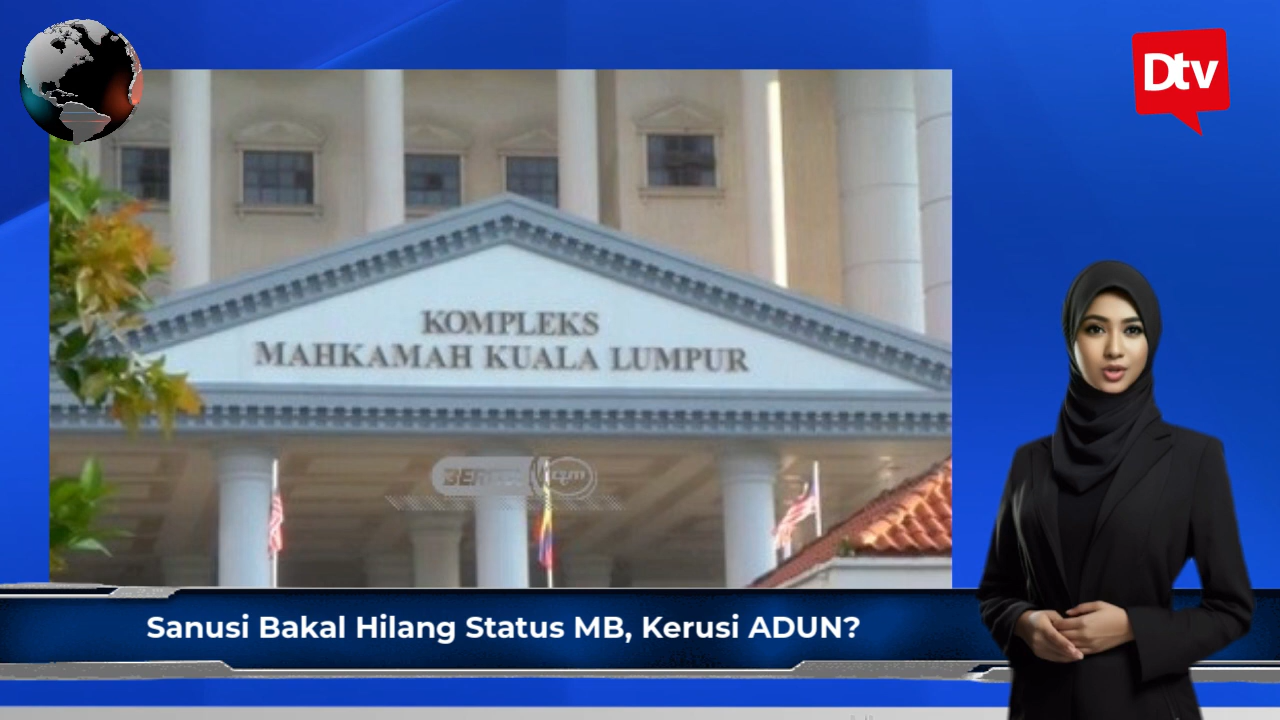 Dtv
KOMPLEKS
MAHKAMAH KUALA LUMPUR
Sanusi Bakal Hilang Status MB, Kerusi ADUN?